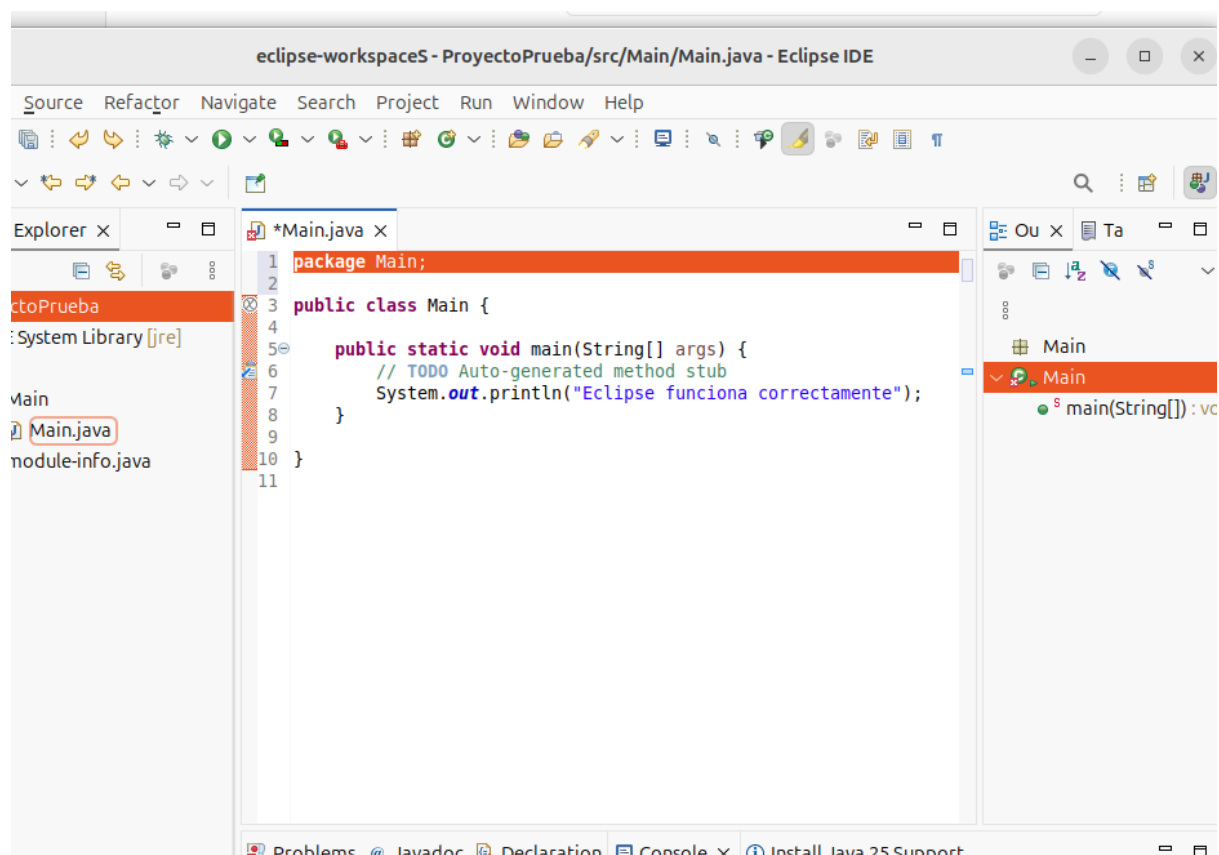 eclipse-workspaceS - ProyectoPrueba/src/Main/Main.java - Eclipse IDE
Source Refactor Navigate Search Project Run Window Help
Explorer
*Main.java
Ou
Ta
ctoPrueba
System Library [jre]
Main
Main.java
module-info.java
1 package Main;
2
3 public class Main {
4
5 public static void main(String[] args) {
6 // TODO Auto-generated method stub
7 System.out.println("Eclipse funciona correctamente");
8 }
9
10 }
11
Main
Main
main(String[]) : vo
Problems @ Javadoc Declaration Console Install Java 25 Support